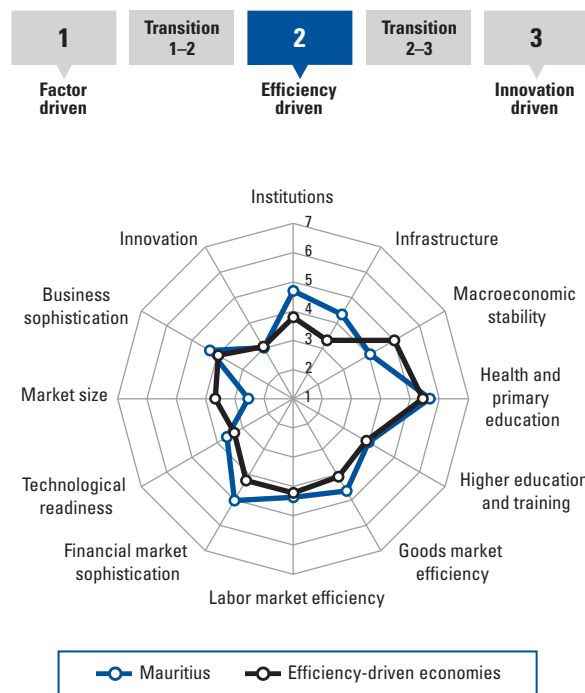 1
Transition
1–2
2
Transition
2–3
3
Factor
driven
Efficiency
driven
Innovation
driven
Institutions
7
Innovation
6
Infrastructure
5
Business
sophistication
4
Macroeconomic
stability
3
2
Market size
1
Health and
primary
education
Technological
readiness
Higher education
and training
Financial market
sophistication
Goods market
efficiency
Labor market efficiency
Mauritius
Efficiency-driven economies